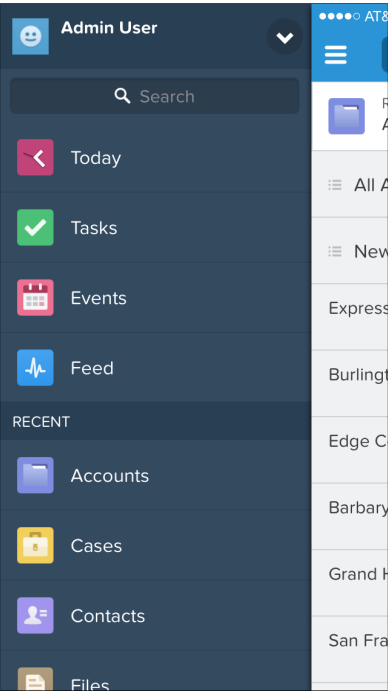 Admin User
Search
Today
Tasks
Events
Feed
RECENT
Accounts
Cases
Contacts
Files
AT&
All A
New
Express
Burlingt
Edge C
Barbary
Grand H
San Fra